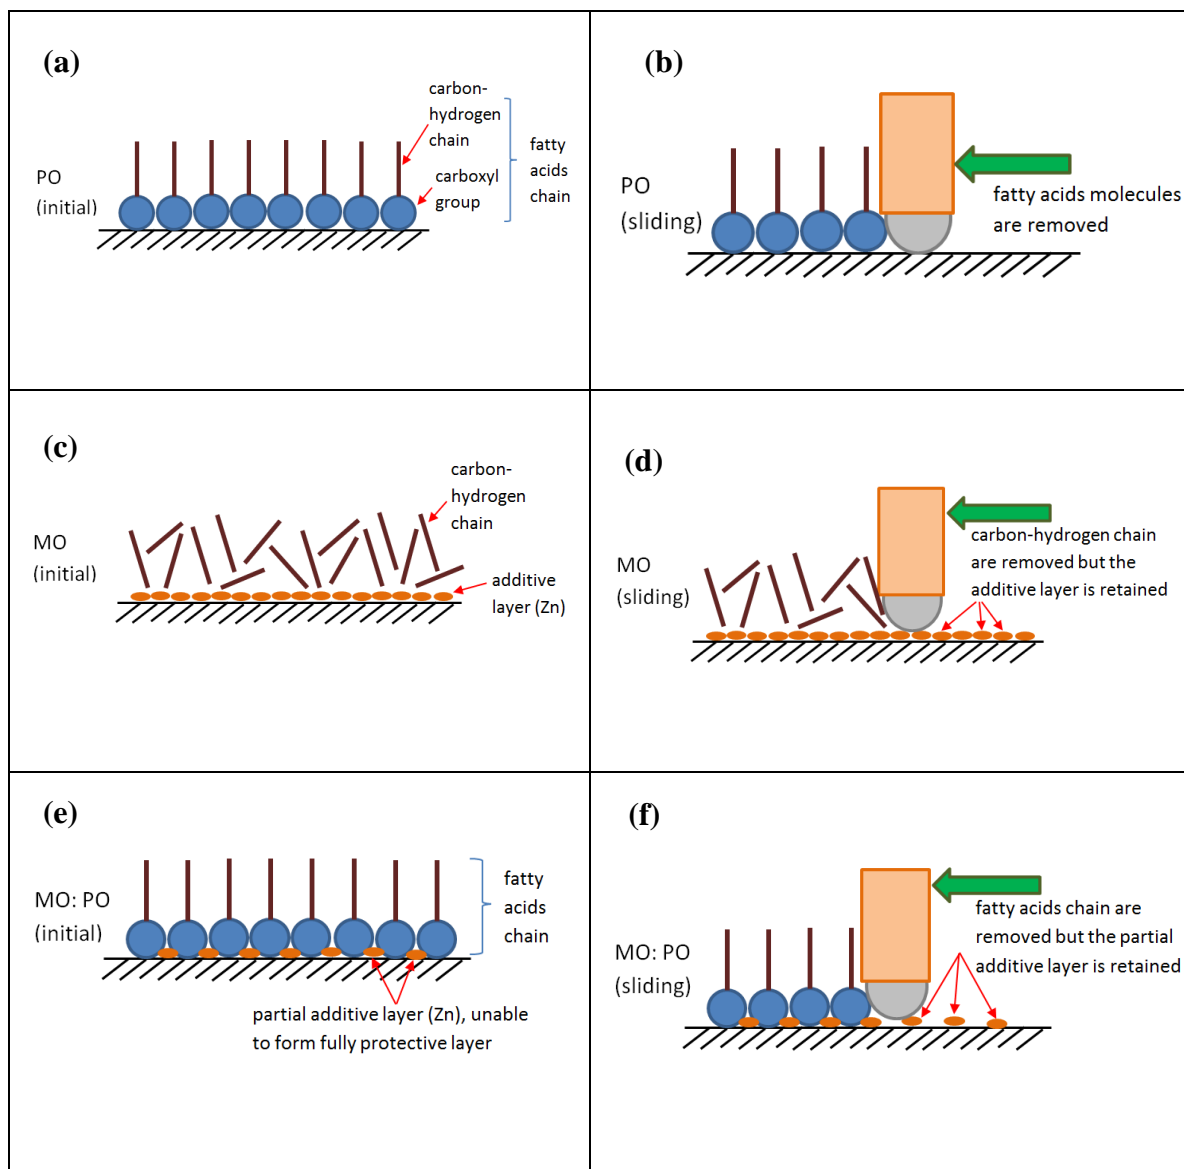 (a)
carbon-
hydrogen
chain
fatty
acids
chain
carboxyl
group
PO
(initial)
(b)
PO
(sliding)
fatty acids molecules
are removed
(c)
carbon-
hydrogen
chain
MO
(initial)
additive
layer (Zn)
(d)
MO
(sliding)
carbon-hydrogen chain
are removed but the
additive layer is retained
(e)
MO: PO
(initial)
fatty
acids
chain
partial additive layer (Zn), unable
to form fully protective layer
(f)
MO: PO
(sliding)
fatty acids chain are
removed but the partial
additive layer is retained